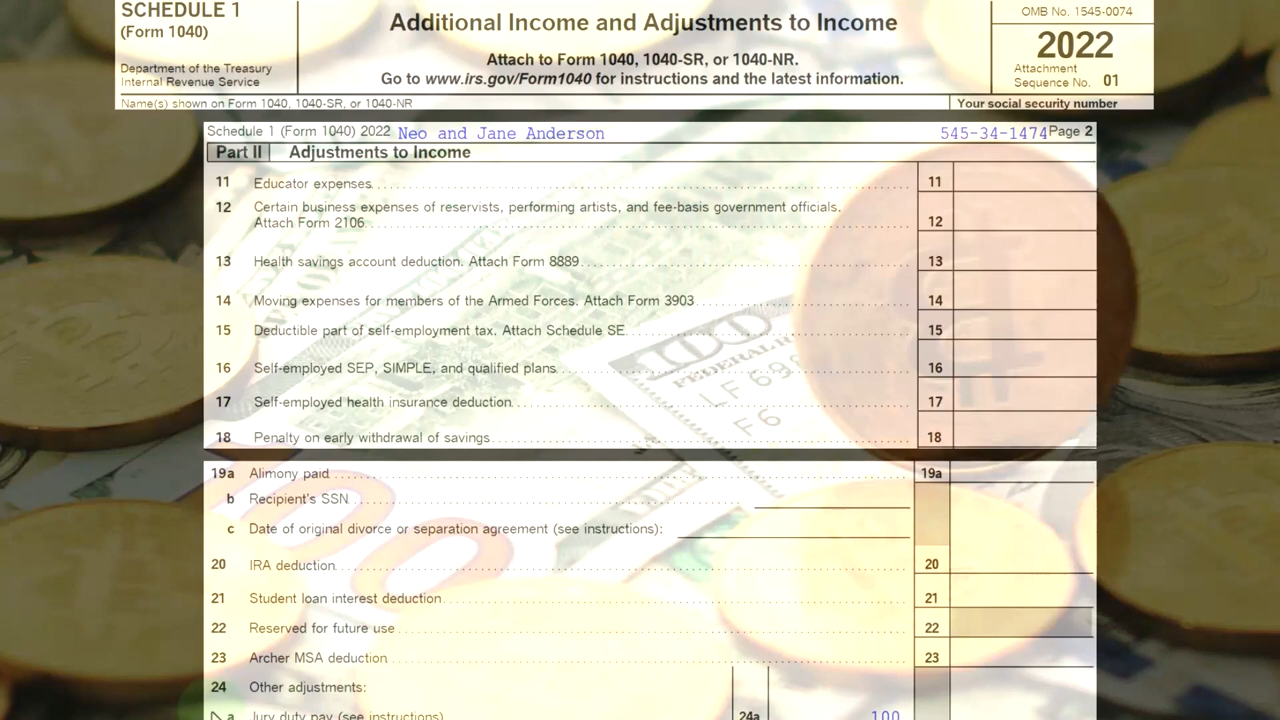 SCHEDULE 1
(Form 1040)
Department of the Treasury
Internal Revenue Service
Additional Income and Adjustments to Income
Attach to Form 1040, 1040-SR, or 1040-NR.
Go to www.irs.gov/Form1040 for instructions and the latest information.
OMB No. 1545-0074
2022
Attachment
Sequence No. 01
Name(s) shown on Form 1040, 1040-SR, or 1040-NR
Your social security number
Schedule 1 (Form 1040) 2022 Neo and Jane Anderson 545-34-1474 Page 2
Part II Adjustments to Income
11 Educator expenses 11
12 Certain business expenses of reservists, performing artists, and fee-basis government officials.
Attach Form 2106 12
13 Health savings account deduction. Attach Form 8889 13
14 Moving expenses for members of the Armed Forces. Attach Form 3903 14
15 Deductible part of self-employment tax. Attach Schedule SE 15
16 Self-employed SEP, SIMPLE, and qualified plans 16
17 Self-employed health insurance deduction 17
18 Penalty on early withdrawal of savings 18
19a Alimony paid 19a
b Recipient's SSN
c Date of original divorce or separation agreement (see instructions):
20 IRA deduction 20
21 Student loan interest deduction 21
22 Reserved for future use 22
23 Archer MSA deduction 23
24 Other adjustments:
a Jury duty pay (see instructions) 24a 100